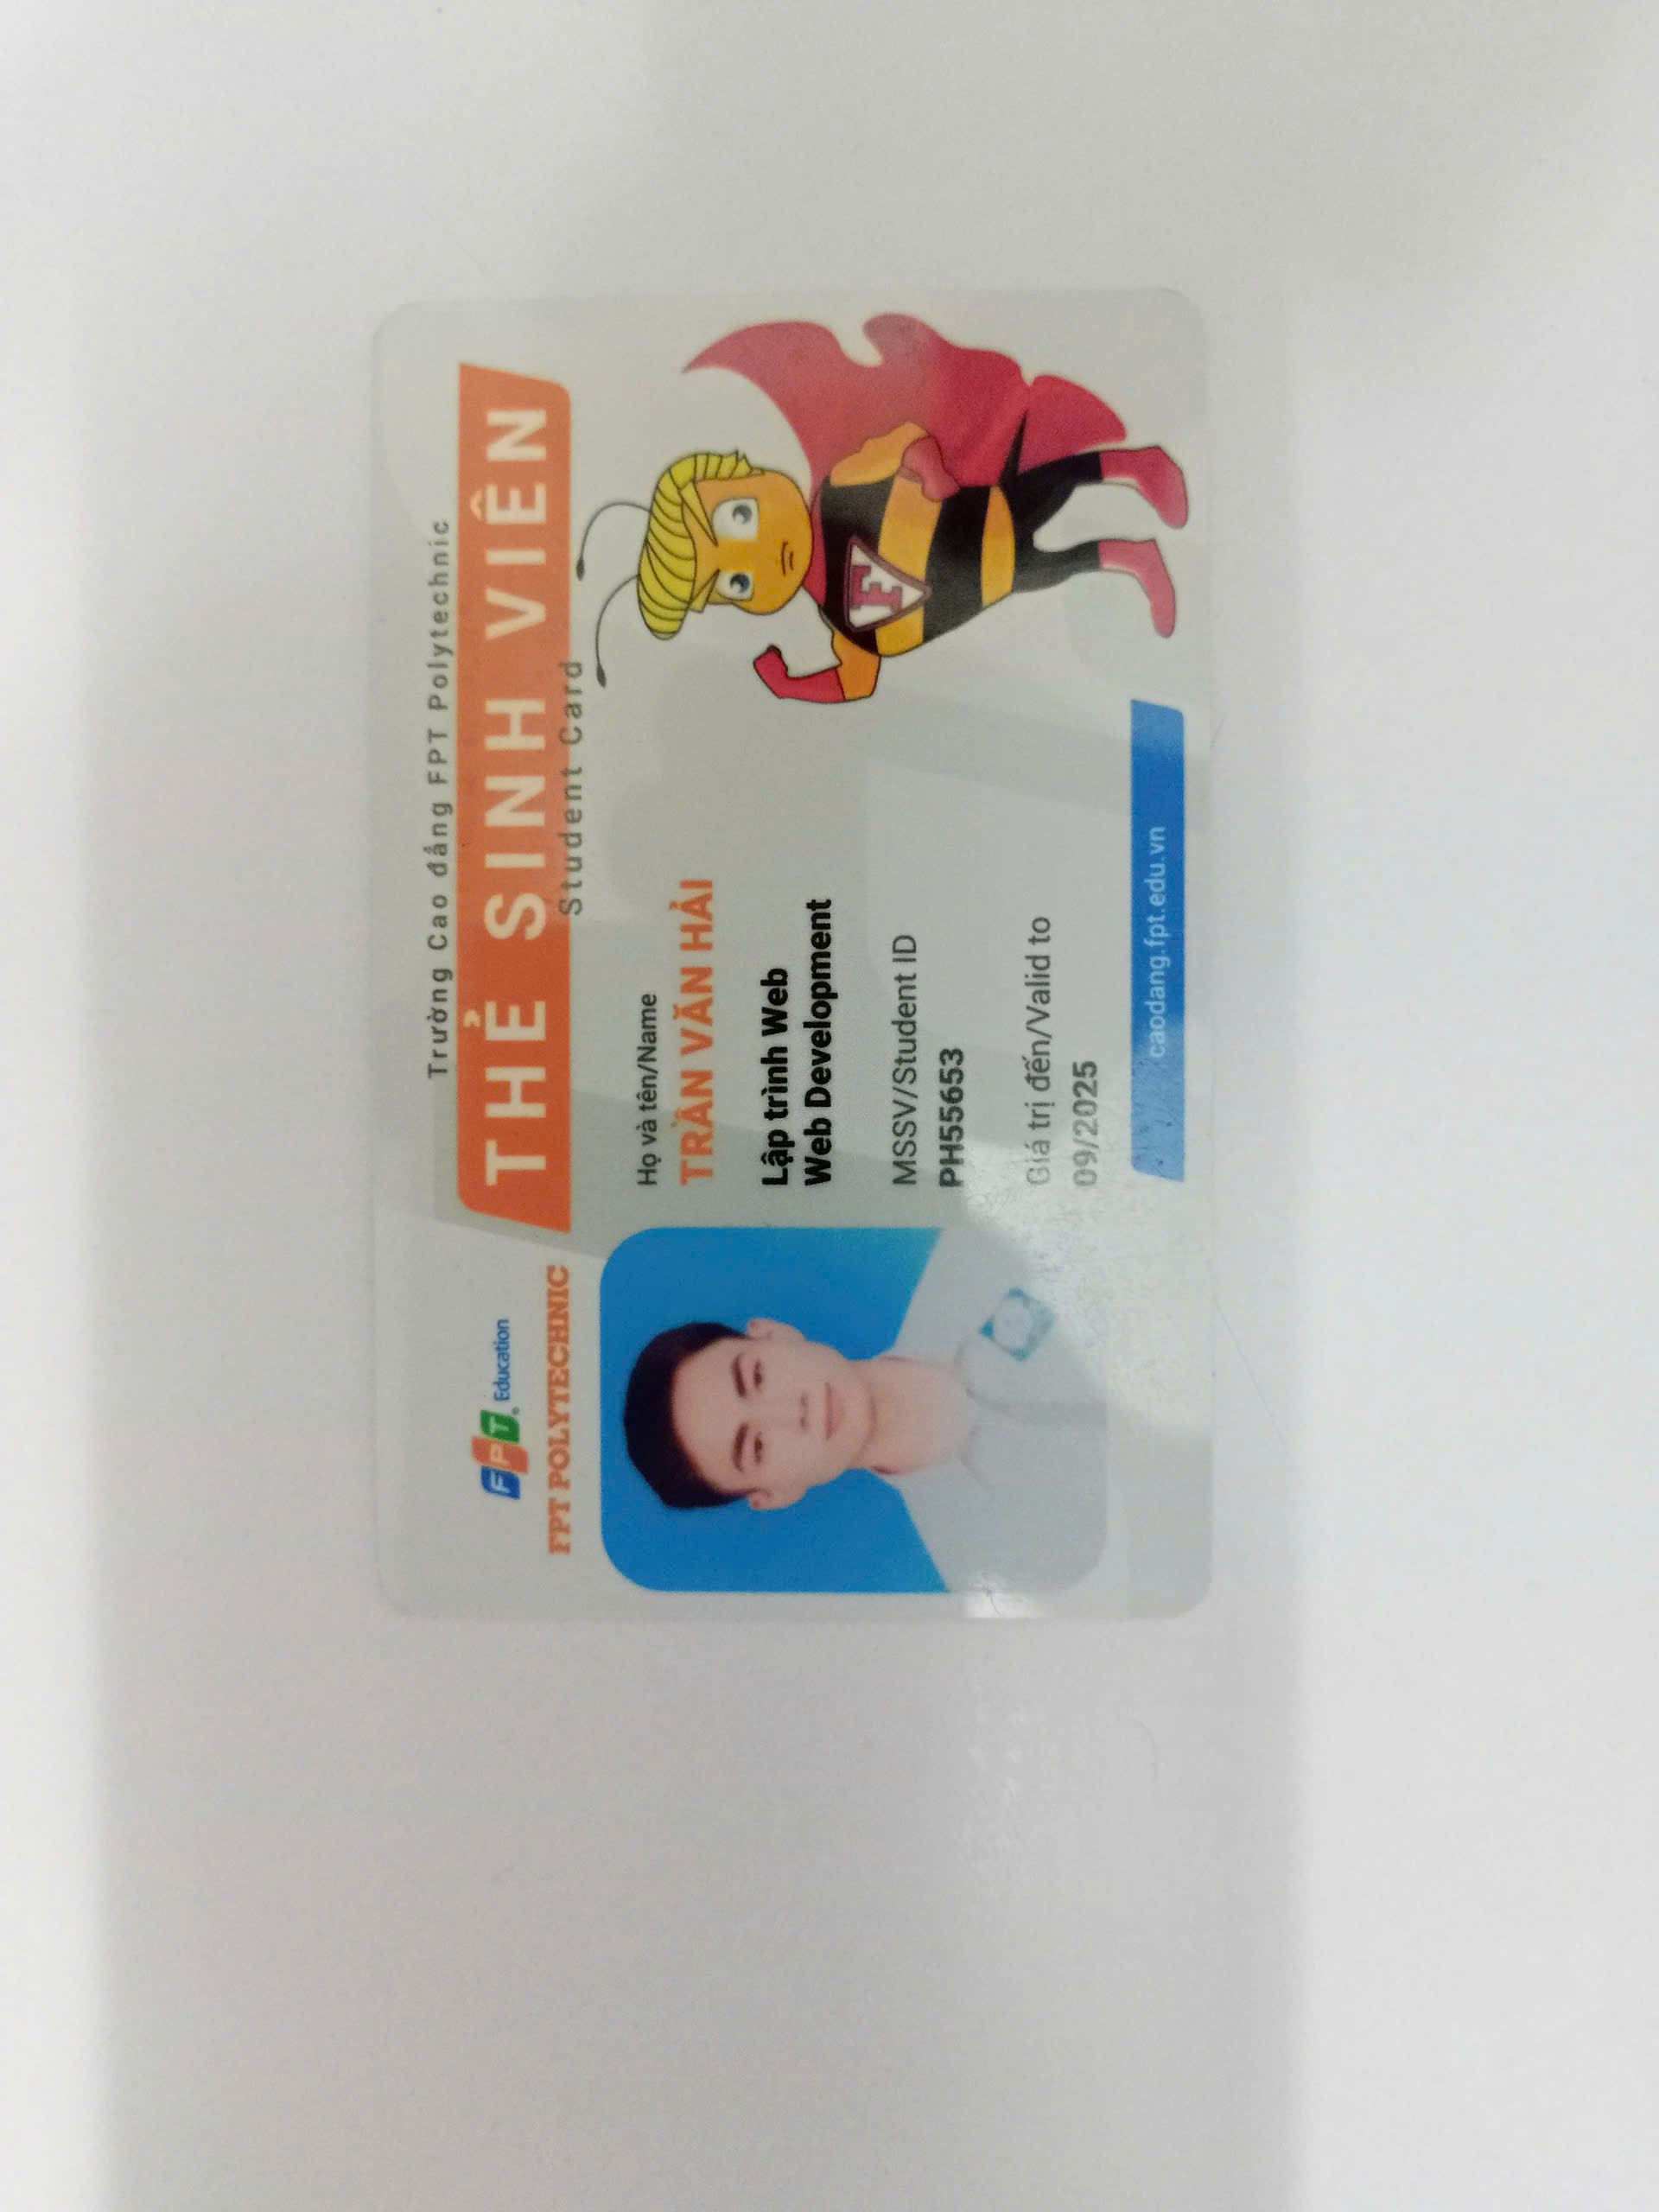 FPT Education
FPT POLYTECHNIC
Trường Cao đẳng FPT Polytechnic
THẺ SINH VIÊN
Student Card
Họ và tên/Name
TRẦN VĂN HẢI
Lập trình Web
Web Development
MSSV/Student ID
PH55653
Giá trị đến/Valid to
09/2025
F
caodang.fpt.edu.vn